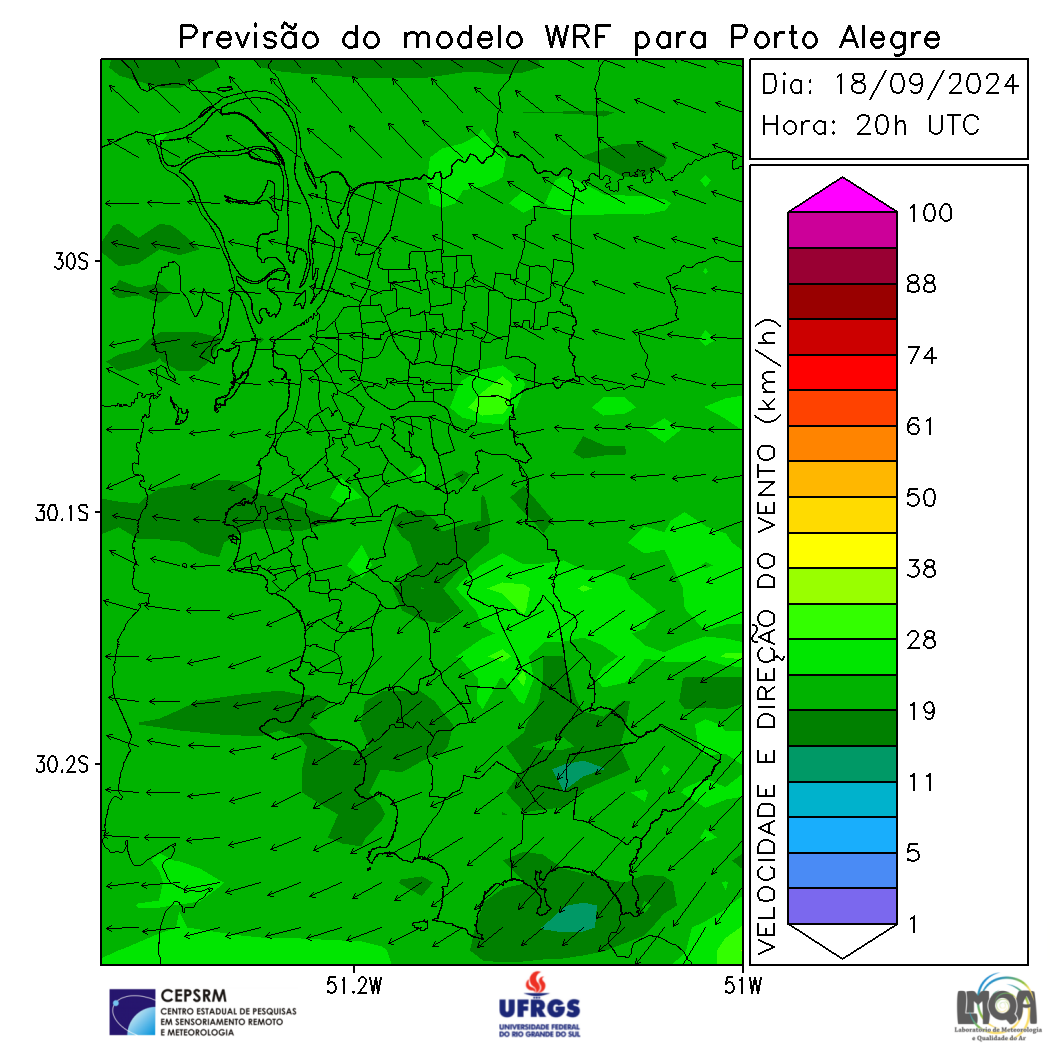 Previsão do modelo WRF para Porto Alegre
Dia: 18/09/2024
Hora: 20h UTC
30S
30.1S
30.2S
51.2W
51W
VELOCIDADE E DIREÇÃO DO VENTO (km/h)
100
88
74
61
50
38
28
19
11
5
1
CEPSRM
CENTRO ESTADUAL DE PESQUISAS
EM SENSORIAMENTO REMOTO
E METEOROLOGIA
UFRGS
UNIVERSIDADE FEDERAL
DO RIO GRANDE DO SUL
LMQA
Laboratório de Meteorologia
e Qualidade do Ar